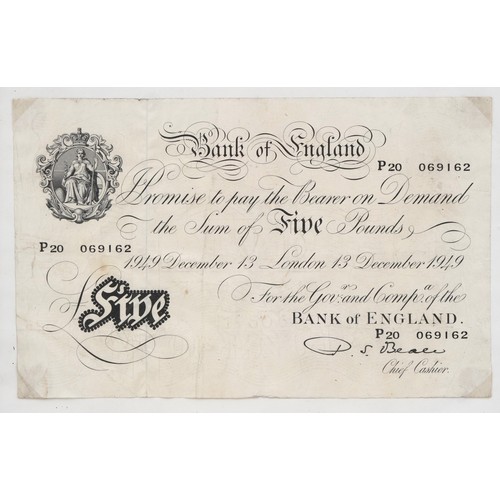 Bank of England
P20 069162
Promise to pay the Bearer on Demand
the Sum of Five Pounds
P20 069162
1949 December 13 London 13 December 1949
For the Govr. and Compa. of the
BANK of ENGLAND.
£ Five
P20 069162
P. S. Beale
Chief Cashier.